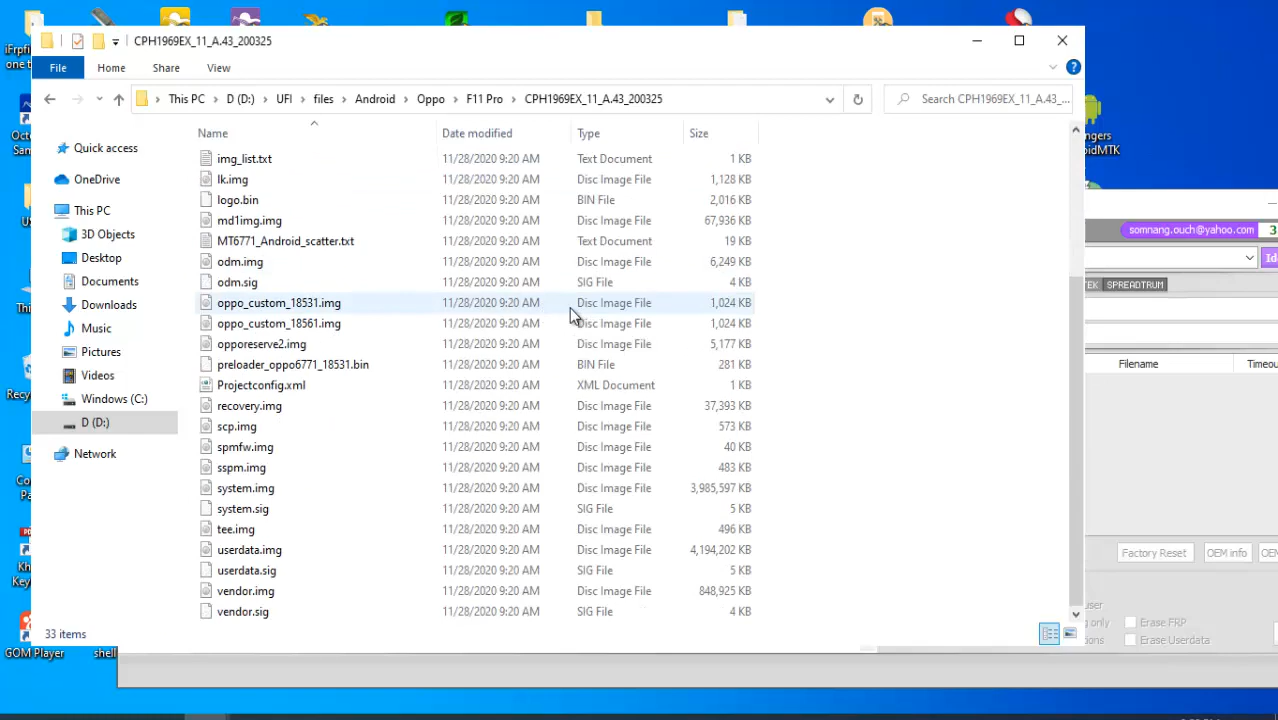 CPH1969EX_11_A.43_200325
File Home Share View
This PC D (D:) UFI files Android Oppo F11 Pro CPH1969EX_11_A.43_200325
Search CPH1969EX_11_A.43_...
Name Date modified Type Size
img_list.txt 11/28/2020 9:20 AM Text Document 1 KB
lk.img 11/28/2020 9:20 AM Disc Image File 1,128 KB
logo.bin 11/28/2020 9:20 AM BIN File 2,016 KB
md1img.img 11/28/2020 9:20 AM Disc Image File 67,936 KB
MT6771_Android_scatter.txt 11/28/2020 9:20 AM Text Document 19 KB
odm.img 11/28/2020 9:20 AM Disc Image File 6,249 KB
odm.sig 11/28/2020 9:20 AM SIG File 4 KB
oppo_custom_18531.img 11/28/2020 9:20 AM Disc Image File 1,024 KB
oppo_custom_18561.img 11/28/2020 9:20 AM Disc Image File 1,024 KB
opporeserve2.img 11/28/2020 9:20 AM Disc Image File 5,177 KB
preloader_oppo6771_18531.bin 11/28/2020 9:20 AM BIN File 281 KB
Projectconfig.xml 11/28/2020 9:20 AM XML Document 1 KB
recovery.img 11/28/2020 9:20 AM Disc Image File 37,393 KB
scp.img 11/28/2020 9:20 AM Disc Image File 573 KB
spmfw.img 11/28/2020 9:20 AM Disc Image File 40 KB
sspm.img 11/28/2020 9:20 AM Disc Image File 483 KB
system.img 11/28/2020 9:20 AM Disc Image File 3,985,597 KB
system.sig 11/28/2020 9:20 AM SIG File 5 KB
tee.img 11/28/2020 9:20 AM Disc Image File 496 KB
userdata.img 11/28/2020 9:20 AM Disc Image File 4,194,202 KB
userdata.sig 11/28/2020 9:20 AM SIG File 5 KB
vendor.img 11/28/2020 9:20 AM Disc Image File 848,925 KB
vendor.sig 11/28/2020 9:20 AM SIG File 4 KB
Quick access
OneDrive
This PC
3D Objects
Desktop
Documents
Downloads
Music
Pictures
Videos
Windows (C:)
D (D:)
Network
33 items
somnang.ouch@yahoo.com 3
SPREADTRUM
Filename Timeou
Factory Reset OEM info
Erase FRP
Erase Userdata
GOM Player shell